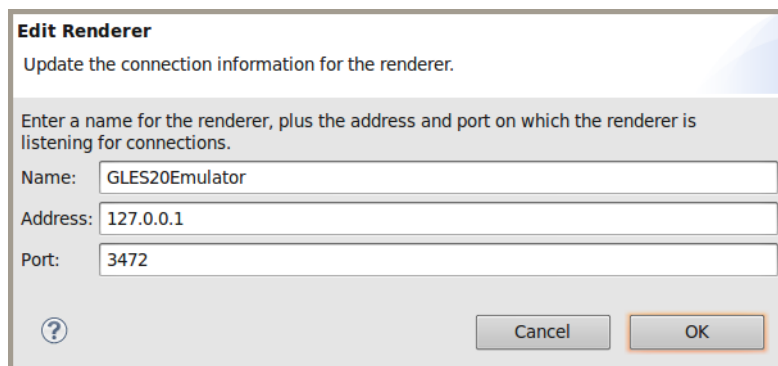 Edit Renderer
Update the connection information for the renderer.
Enter a name for the renderer, plus the address and port on which the renderer is
listening for connections.
Name: GLES20Emulator
Address: 127.0.0.1
Port: 3472
? Cancel OK